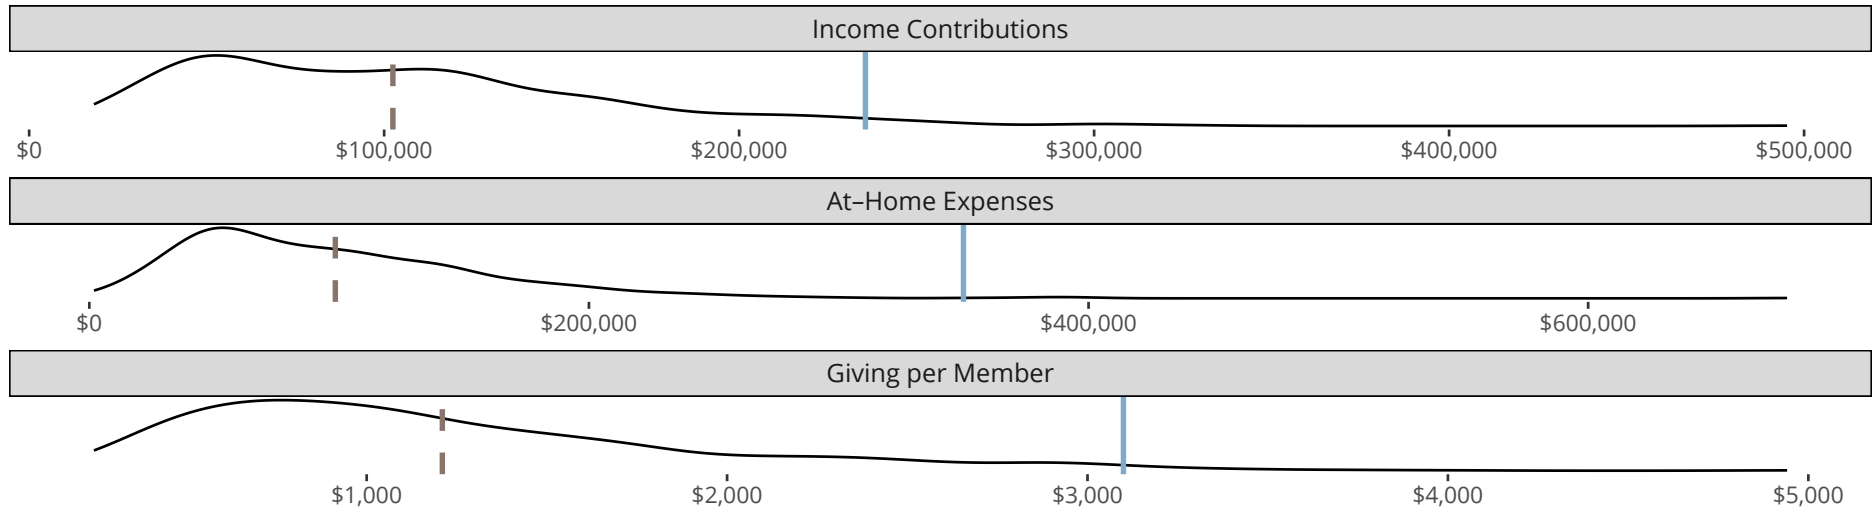 Income Contributions
$0 $100,000 $200,000 $300,000 $400,000 $500,000
At–Home Expenses
$0 $200,000 $400,000 $600,000
Giving per Member
$1,000 $2,000 $3,000 $4,000 $5,000